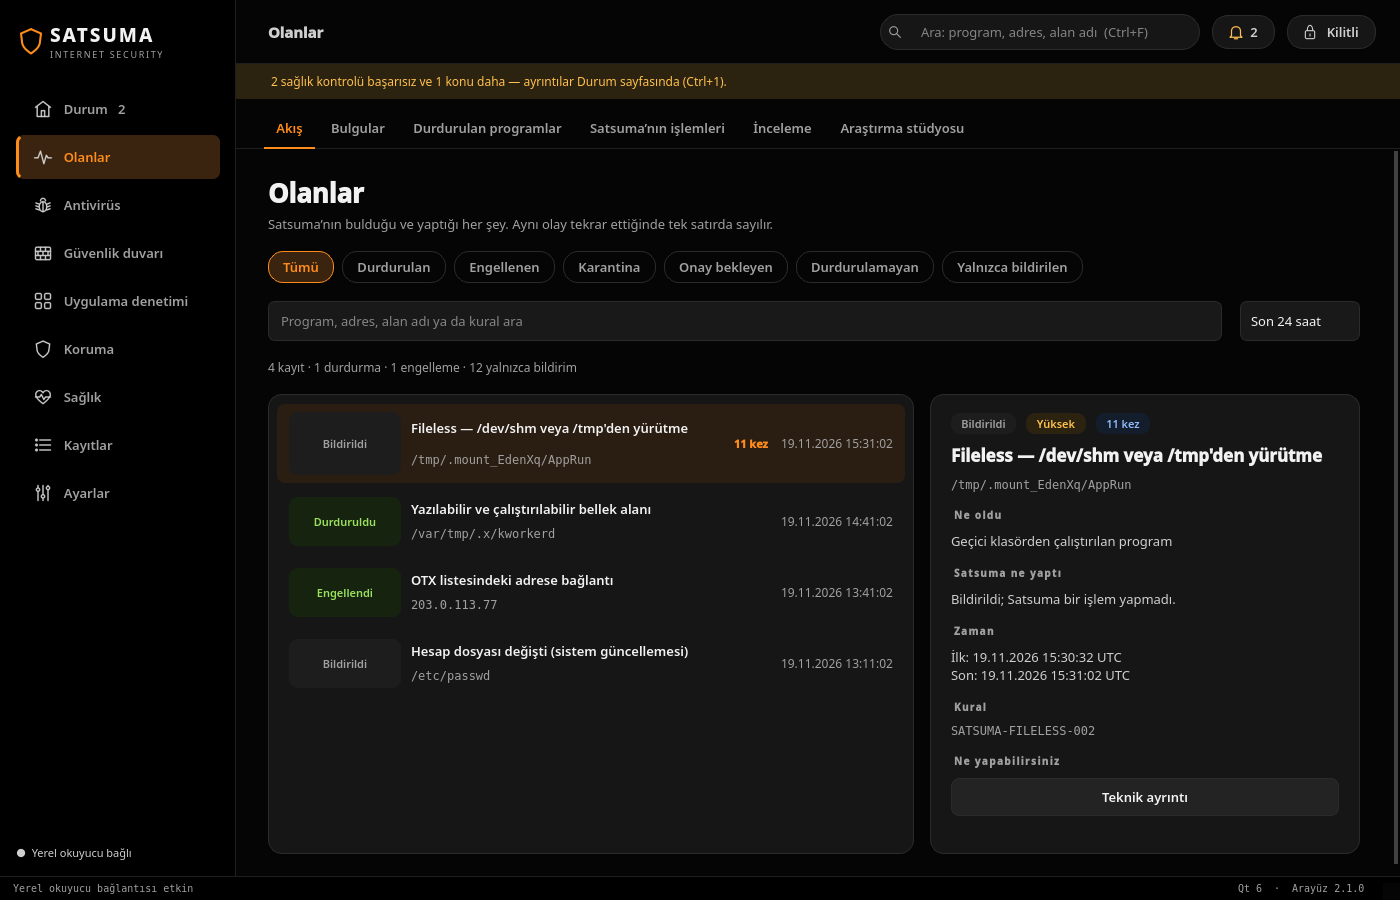 SATSUMA
INTERNET SECURITY
Durum 2
Olanlar
Antivirüs
Güvenlik duvarı
Uygulama denetimi
Koruma
Sağlık
Kayıtlar
Ayarlar
Yerel okuyucu bağlı
Olanlar
Ara: program, adres, alan adı (Ctrl+F)
2
Kilitli
2 sağlık kontrolü başarısız ve 1 konu daha — ayrıntılar Durum sayfasında (Ctrl+1).
Akış Bulgular Durdurulan programlar Satsuma’nın işlemleri İnceleme Araştırma stüdyosu
Olanlar
Satsuma’nın bulduğu ve yaptığı her şey. Aynı olay tekrar ettiğinde tek satırda sayılır.
Tümü Durdurulan Engellenen Karantina Onay bekleyen Durdurulamayan Yalnızca bildirilen
Program, adres, alan adı ya da kural ara
Son 24 saat
4 kayıt · 1 durdurma · 1 engelleme · 12 yalnızca bildirim
Bildirildi
Fileless — /dev/shm veya /tmp'den yürütme
/tmp/.mount_EdenXq/AppRun
11 kez 19.11.2026 15:31:02
Durduruldu
Yazılabilir ve çalıştırılabilir bellek alanı
/var/tmp/.x/kworkerd
19.11.2026 14:41:02
Engellendi
OTX listesindeki adrese bağlantı
203.0.113.77
19.11.2026 13:41:02
Bildirildi
Hesap dosyası değişti (sistem güncellemesi)
/etc/passwd
19.11.2026 13:11:02
Bildirildi Yüksek 11 kez
Fileless — /dev/shm veya /tmp'den yürütme
/tmp/.mount_EdenXq/AppRun
Ne oldu
Geçici klasörden çalıştırılan program
Satsuma ne yaptı
Bildirildi; Satsuma bir işlem yapmadı.
Zaman
İlk: 19.11.2026 15:30:32 UTC
Son: 19.11.2026 15:31:02 UTC
Kural
SATSUMA-FILELESS-002
Ne yapabilirsiniz
Teknik ayrıntı
Yerel okuyucu bağlantısı etkin
Qt 6 · Arayüz 2.1.0